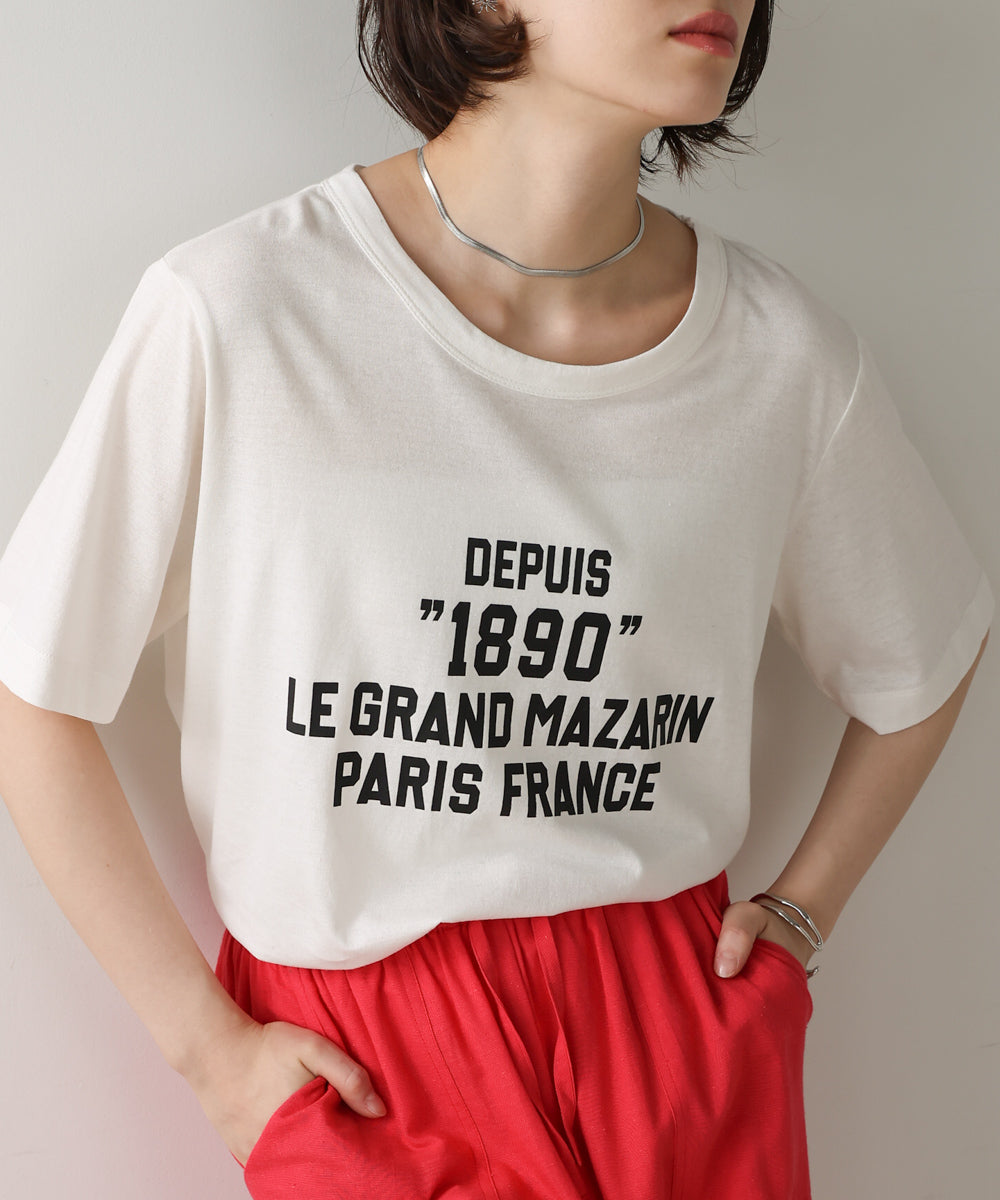 DEPUIS
”1890”
LE GRAND MAZARIN
PARIS FRANCE